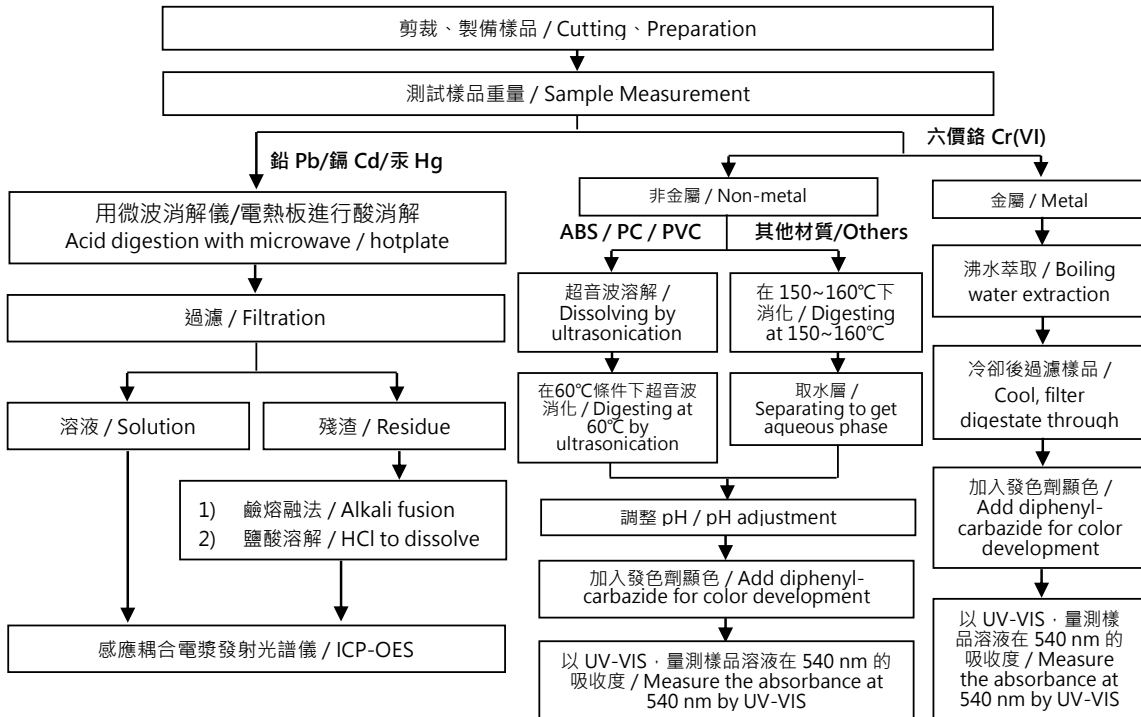 剪裁、製備樣品 / Cutting、Preparation
測試樣品重量 / Sample Measurement
鉛 Pb/鎘 Cd/汞 Hg
六價鉻 Cr(VI)
用微波消解儀/電熱板進行酸消解
Acid digestion with microwave / hotplate
過濾 / Filtration
溶液 / Solution
殘渣 / Residue
1) 鹼熔融法 / Alkali fusion
2) 鹽酸溶解 / HCl to dissolve
感應耦合電漿發射光譜儀 / ICP-OES
非金屬 / Non-metal
ABS / PC / PVC
其他材質/Others
超音波溶解 /
Dissolving by
ultrasonication
在60℃條件下超音波
消化 / Digesting at
60℃ by
ultrasonication
在 150~160℃下
消化 / Digesting
at 150~160℃
取水層 /
Separating to get
aqueous phase
調整 pH / pH adjustment
加入發色劑顯色 / Add diphenyl-
carbazide for color development
以 UV-VIS，量測樣品溶液在 540 nm 的
吸收度 / Measure the absorbance at
540 nm by UV-VIS
金屬 / Metal
沸水萃取 / Boiling
water extraction
冷卻後過濾樣品 /
Cool, filter
digestate through
加入發色劑顯色 /
Add diphenyl-
carbazide for color
development
以 UV-VIS，量測樣
品溶液在 540 nm 的
吸收度 / Measure
the absorbance at
540 nm by UV-VIS